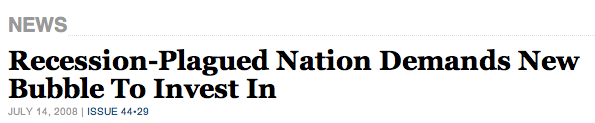 NEWS
Recession-Plagued Nation Demands New
Bubble To Invest In
JULY 14, 2008 | ISSUE 44•29